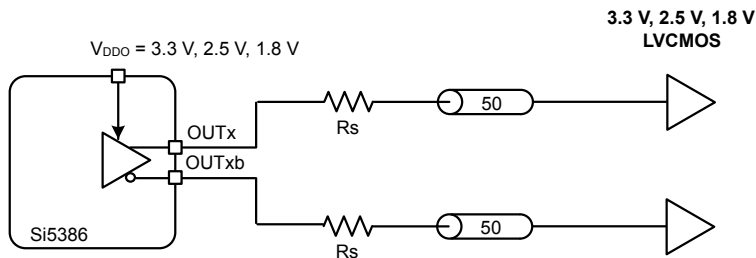 3.3 V, 2.5 V, 1.8 V
LVCMOS
VDDO = 3.3 V, 2.5 V, 1.8 V
OUTx
Rs
50
OUTxb
Si5386
Rs
50